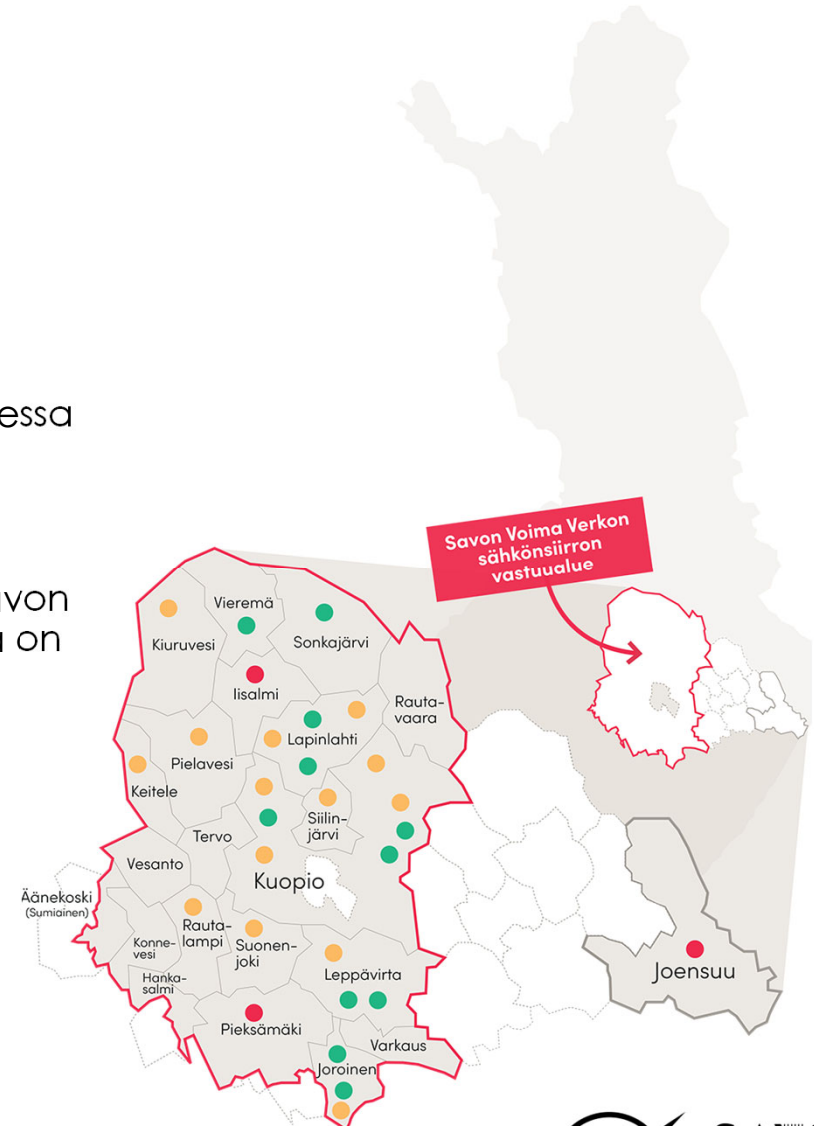 essa
von
on
Savon Voima Verkon
sähkönsiirron
vastuualue
Vieremä
Kiuruvesi
Sonkajärvi
Iisalmi
Rauta-
vaara
Lapinlahti
Pielavesi
Keitele
Siilin-
järvi
Tervo
Vesanto
Kuopio
Äänekoski
(Sumiainen)
Rauta-
lampi
Konne-
vesi
Suonen-
joki
Hanka-
salmi
Leppävirta
Joensuu
Pieksämäki
Varkaus
Joroinen